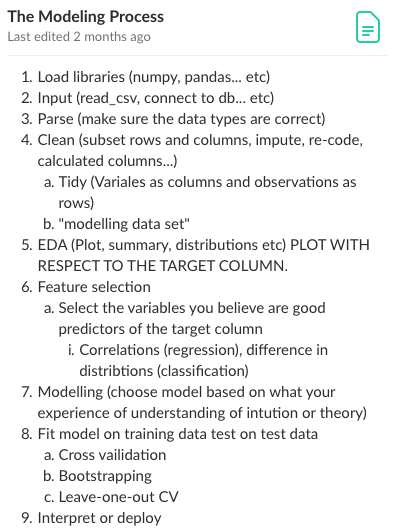 The Modeling Process
Last edited 2 months ago
1. Load libraries (numpy, pandas... etc)
2. Input (read_csv, connect to db... etc)
3. Parse (make sure the data types are correct)
4. Clean (subset rows and columns, impute, re-code,
calculated columns...)
a. Tidy (Variales as columns and observations as
rows)
b. "modelling data set"
5. EDA (Plot, summary, distributions etc) PLOT WITH
RESPECT TO THE TARGET COLUMN.
6. Feature selection
a. Select the variables you believe are good
predictors of the target column
i. Correlations (regression), difference in
distribtions (classification)
7. Modelling (choose model based on what your
experience of understanding of intution or theory)
8. Fit model on training data test on test data
a. Cross vailidation
b. Bootstrapping
c. Leave-one-out CV
9. Interpret or deploy